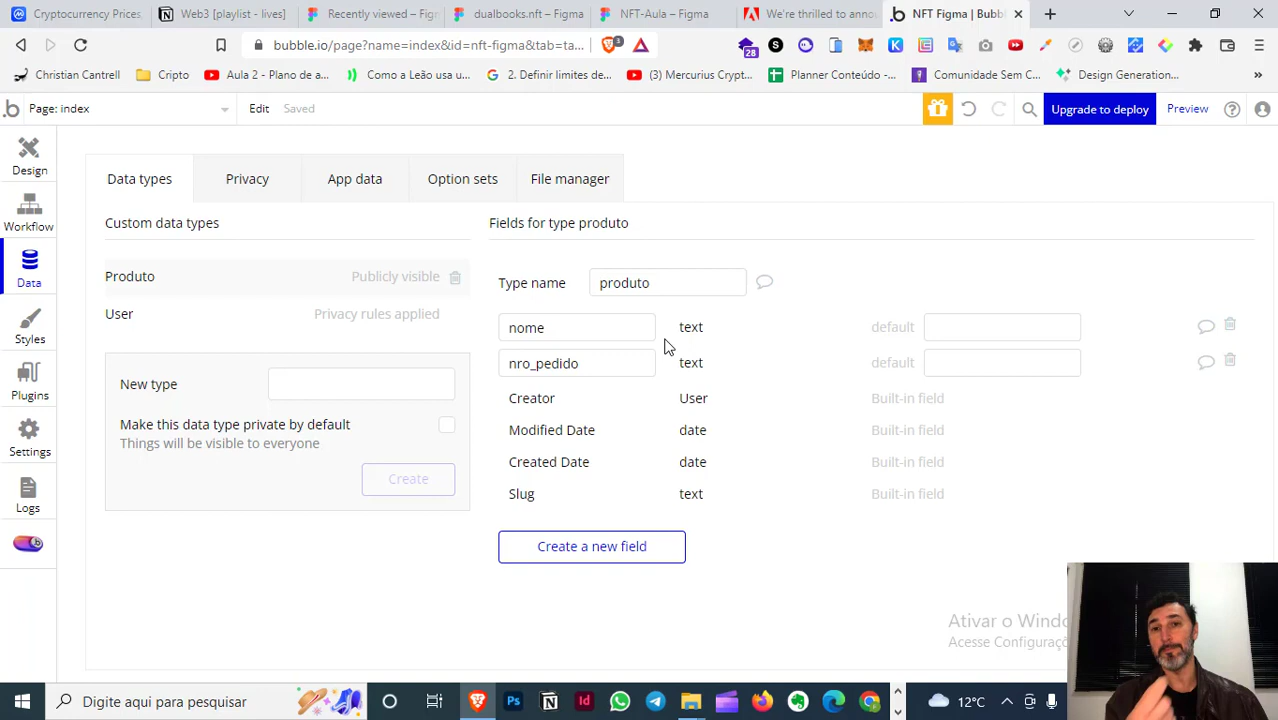 Cryptocurrency Prices,
Web3 [playlist - lives]
Recently viewed – Fig
dualbooks.nft – Figma
NFT-Aula – Figma
We're thrilled to anno
NFT Figma | Bubbl
bubble.io/page?name=index&id=nft-figma&tab=ta...
3
28
Christian Cantrell
Cripto
Aula 2 - Plano de a...
Como a Leão usa u...
2. Definir limites de...
(3) Mercurius Crypt...
Planner Conteúdo -...
Comunidade Sem C...
Design Generation...
»
Page: index
Edit
Saved
Upgrade to deploy
Preview
Design
Workflow
Data
Styles
Plugins
Settings
Logs
Data types
Privacy
App data
Option sets
File manager
Custom data types
Produto
Publicly visible
User
Privacy rules applied
New type
Make this data type private by default
Things will be visible to everyone
Create
Fields for type produto
Type name
produto
nome
text
default
nro_pedido
text
default
Creator
User
Built-in field
Modified Date
date
Built-in field
Created Date
date
Built-in field
Slug
text
Built-in field
Create a new field
Ativar o Windo
Acesse Configuraçõ
Digite aqui para pesquisar
12°C